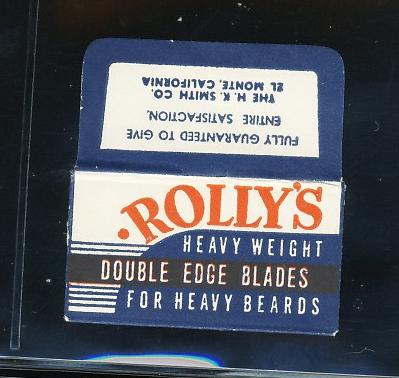 FULLY GUARANTEED TO GIVE
ENTIRE SATISFACTION.
THE H. K. SMITH CO.
EL MONTE, CALIFORNIA
ROLLY'S
HEAVY WEIGHT
DOUBLE EDGE BLADES
FOR HEAVY BEARDS